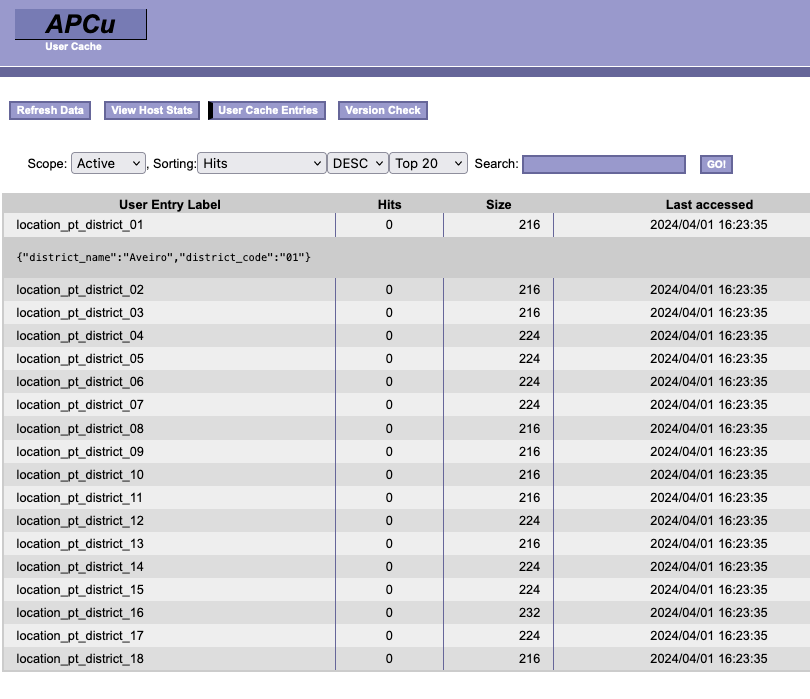 APCu
User Cache
Refresh Data View Host Stats User Cache Entries Version Check
Scope: Active , Sorting: Hits DESC Top 20 Search: GO!
User Entry Label Hits Size Last accessed
location_pt_district_01 0 216 2024/04/01 16:23:35
{"district_name":"Aveiro","district_code":"01"}
location_pt_district_02 0 216 2024/04/01 16:23:35
location_pt_district_03 0 216 2024/04/01 16:23:35
location_pt_district_04 0 224 2024/04/01 16:23:35
location_pt_district_05 0 224 2024/04/01 16:23:35
location_pt_district_06 0 224 2024/04/01 16:23:35
location_pt_district_07 0 224 2024/04/01 16:23:35
location_pt_district_08 0 216 2024/04/01 16:23:35
location_pt_district_09 0 216 2024/04/01 16:23:35
location_pt_district_10 0 216 2024/04/01 16:23:35
location_pt_district_11 0 216 2024/04/01 16:23:35
location_pt_district_12 0 224 2024/04/01 16:23:35
location_pt_district_13 0 216 2024/04/01 16:23:35
location_pt_district_14 0 224 2024/04/01 16:23:35
location_pt_district_15 0 224 2024/04/01 16:23:35
location_pt_district_16 0 232 2024/04/01 16:23:35
location_pt_district_17 0 224 2024/04/01 16:23:35
location_pt_district_18 0 216 2024/04/01 16:23:35